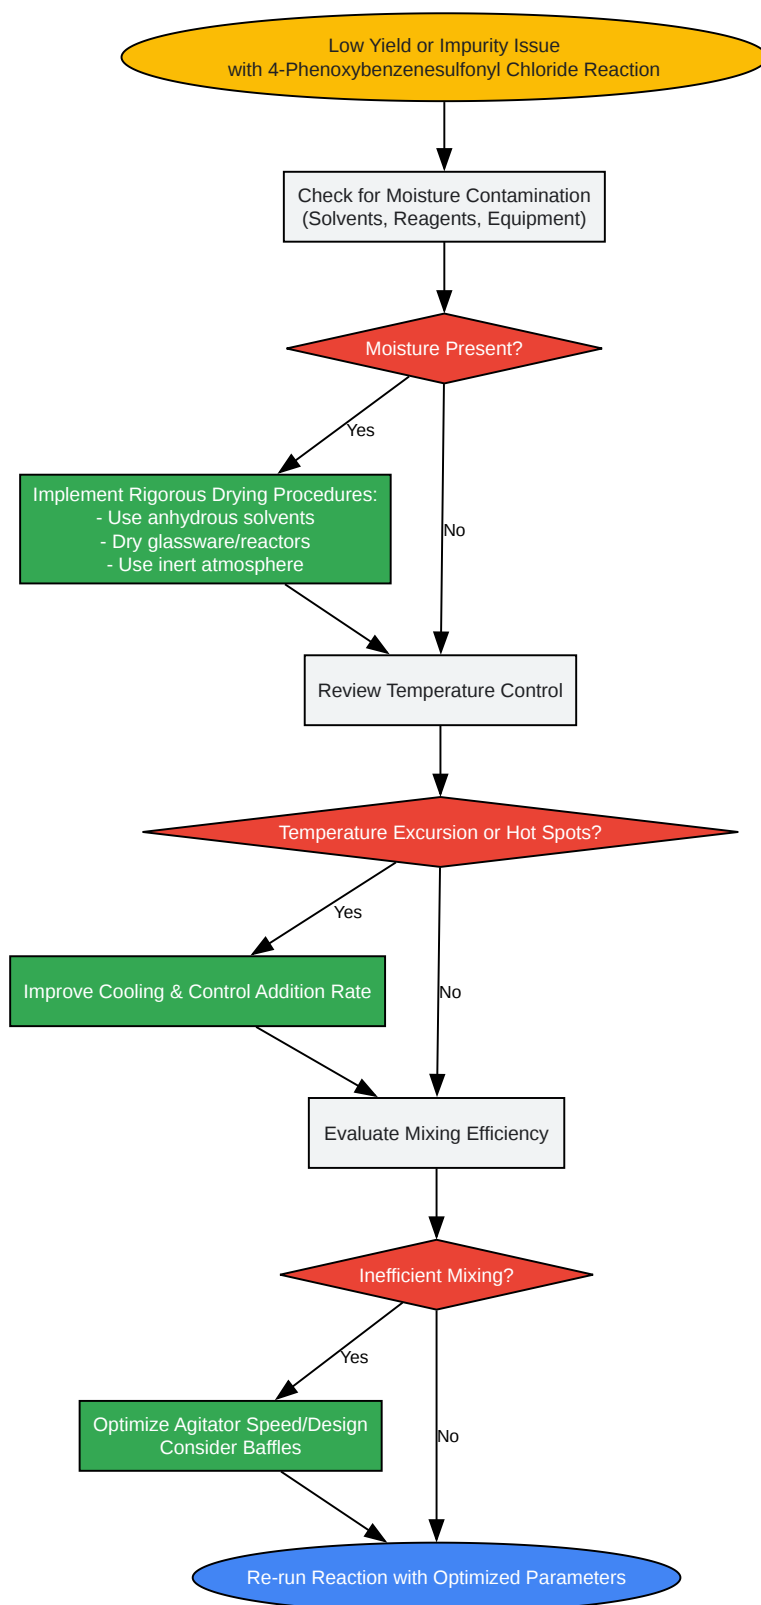 Low Yield or Impurity Issue
with 4-Phenoxybenzenesulfonyl Chloride Reaction
Check for Moisture Contamination
(Solvents, Reagents, Equipment)
Moisture Present?
Yes
Implement Rigorous Drying Procedures:
- Use anhydrous solvents
- Dry glassware/reactors
- Use inert atmosphere
No
Review Temperature Control
Temperature Excursion or Hot Spots?
Yes
Improve Cooling & Control Addition Rate
No
Evaluate Mixing Efficiency
Inefficient Mixing?
Yes
Optimize Agitator Speed/Design
Consider Baffles
No
Re-run Reaction with Optimized Parameters